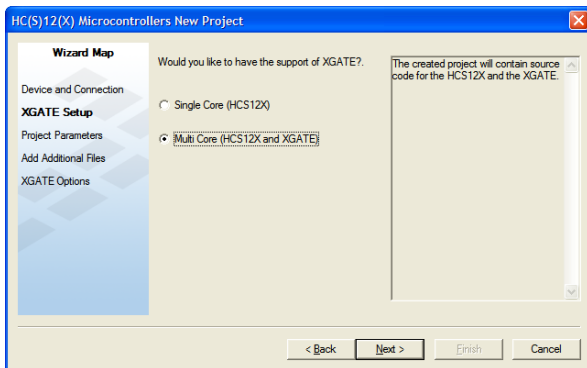 HC(S)12(X) Microcontrollers New Project
Wizard Map
Device and Connection
XGATE Setup
Project Parameters
Add Additional Files
XGATE Options
Would you like to have the support of XGATE?.
Single Core (HCS12X)
Multi Core (HCS12X and XGATE)
The created project will contain source
code for the HCS12X and the XGATE.
< Back
Next >
Finish
Cancel